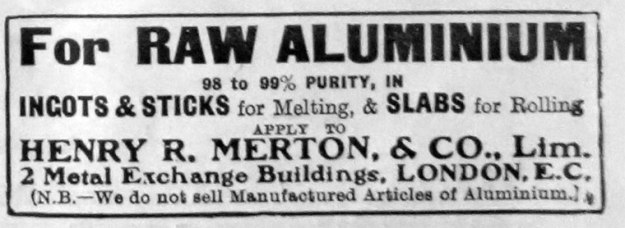 For RAW ALUMINIUM
98 to 99% PURITY, IN
INGOTS & STICKS for Melting, & SLABS for Rolling
APPLY TO
HENRY R. MERTON, & CO., Lim.
2 Metal Exchange Buildings, LONDON, E.C.
(N.B.—We do not sell Manufactured Articles of Aluminium.)